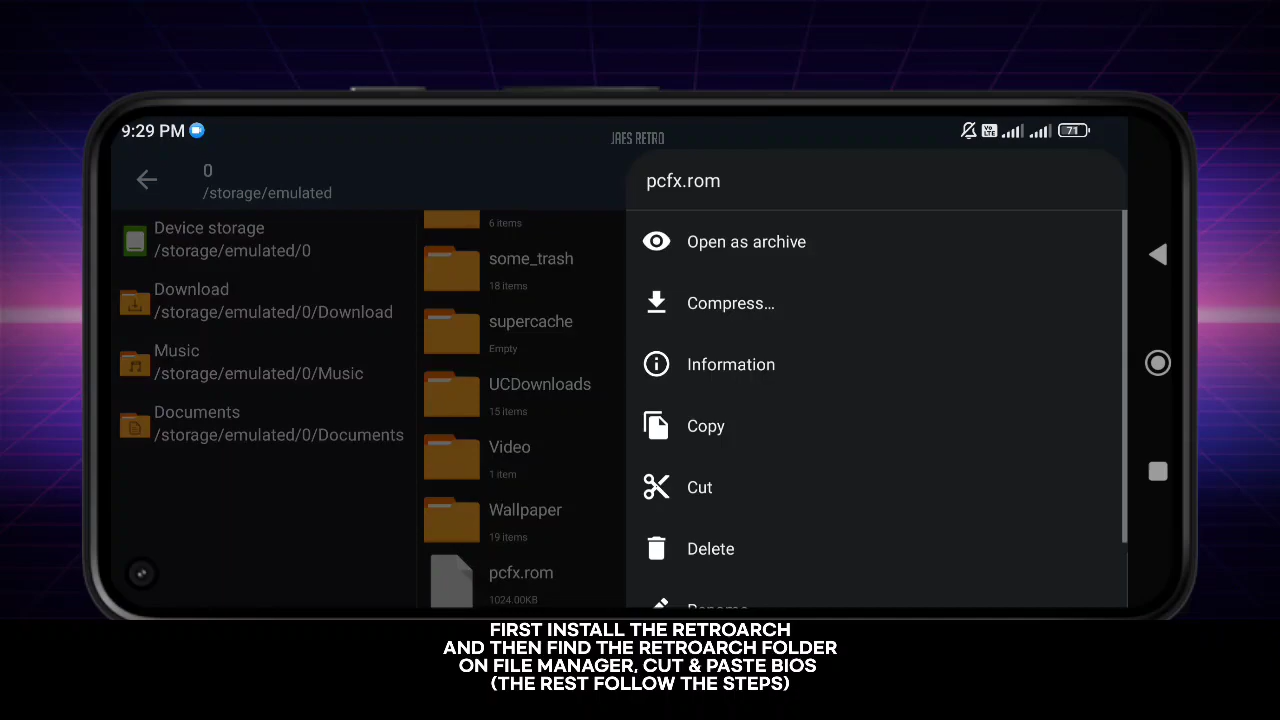 9:29 PM
JAES RETRO
71
0
/storage/emulated
Device storage
/storage/emulated/0
Download
/storage/emulated/0/Download
Music
/storage/emulated/0/Music
Documents
/storage/emulated/0/Documents
6 items
some_trash
18 items
supercache
Empty
UCDownloads
15 items
Video
1 item
Wallpaper
19 items
pcfx.rom
1024.00KB
pcfx.rom
Open as archive
Compress...
Information
Copy
Cut
Delete
Rename
FIRST INSTALL THE RETROARCH
AND THEN FIND THE RETROARCH FOLDER
ON FILE MANAGER, CUT & PASTE BIOS
(THE REST FOLLOW THE STEPS)